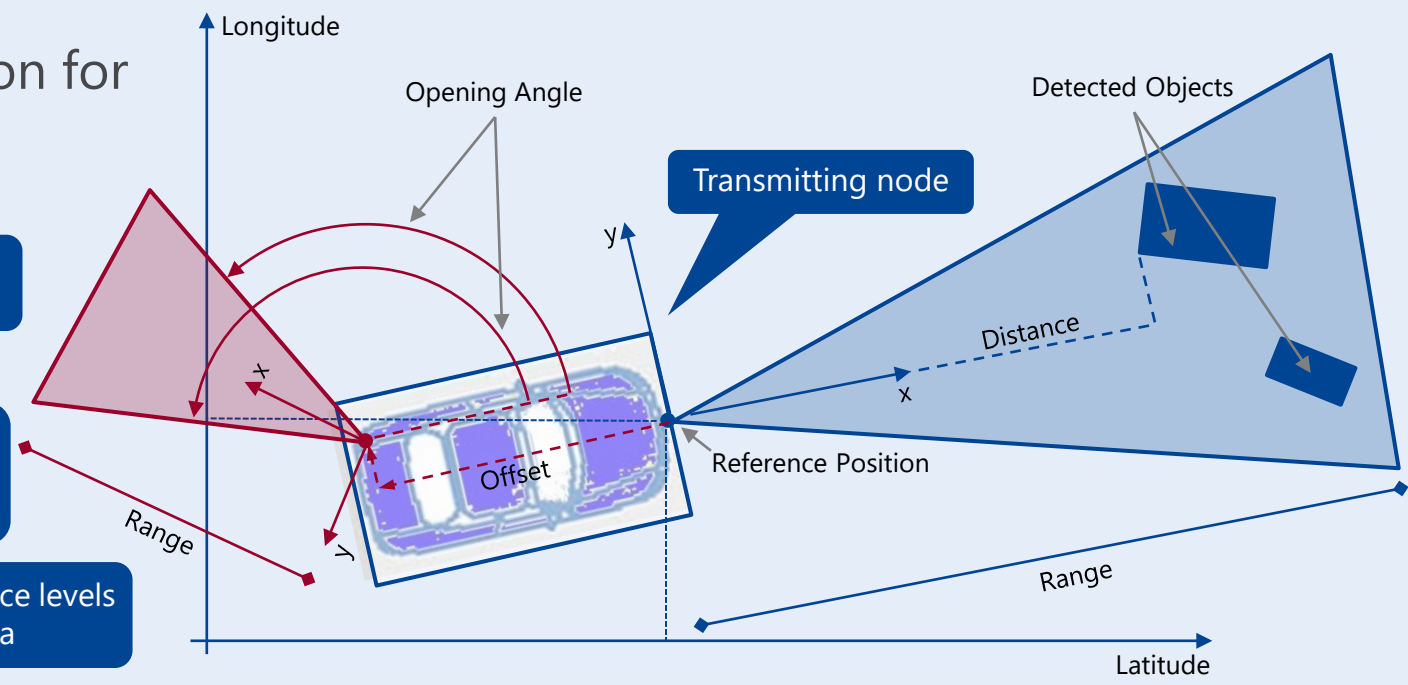 Longitude
on for
Opening Angle
Detected Objects
Transmitting node
y
Distance
x
x
Reference Position
Offset
Range
y
ce levels
a
Range
Latitude